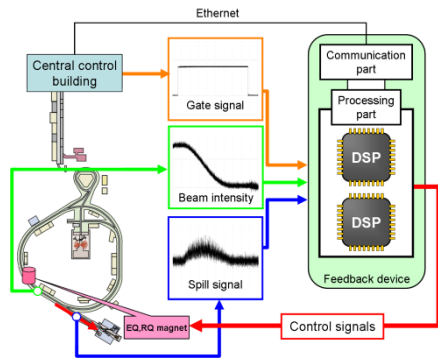 Ethernet
Central control
building
Gate signal
Communication
part
Processing
part
DSP
Beam intensity
DSP
Spill signal
Feedback device
EQ,RQ magnet
Control signals